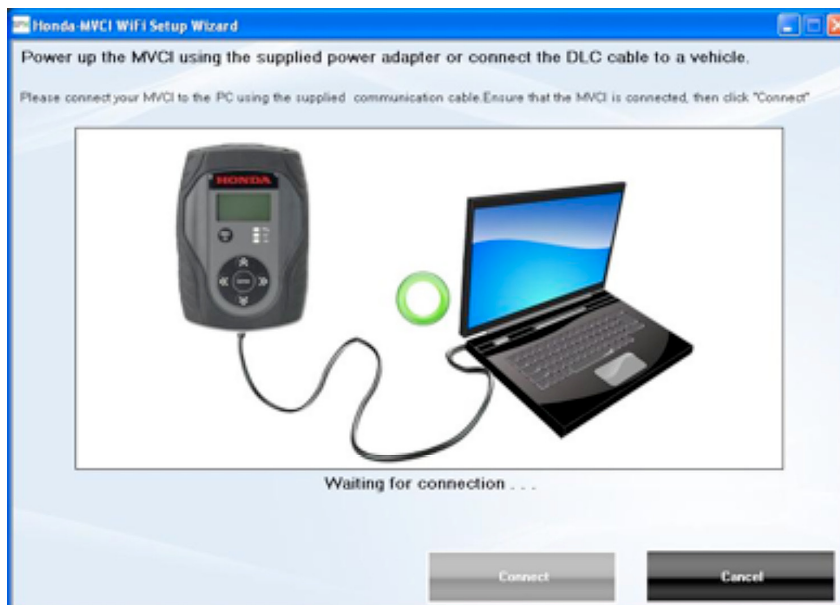 Honda-MVCI WiFi Setup Wizard
Power up the MVCI using the supplied power adapter or connect the DLC cable to a vehicle.
Please connect your MVCI to the PC using the supplied communication cable.Ensure that the MVCI is connected, then click "Connect"
HONDA
Waiting for connection . . .
Connect
Cancel